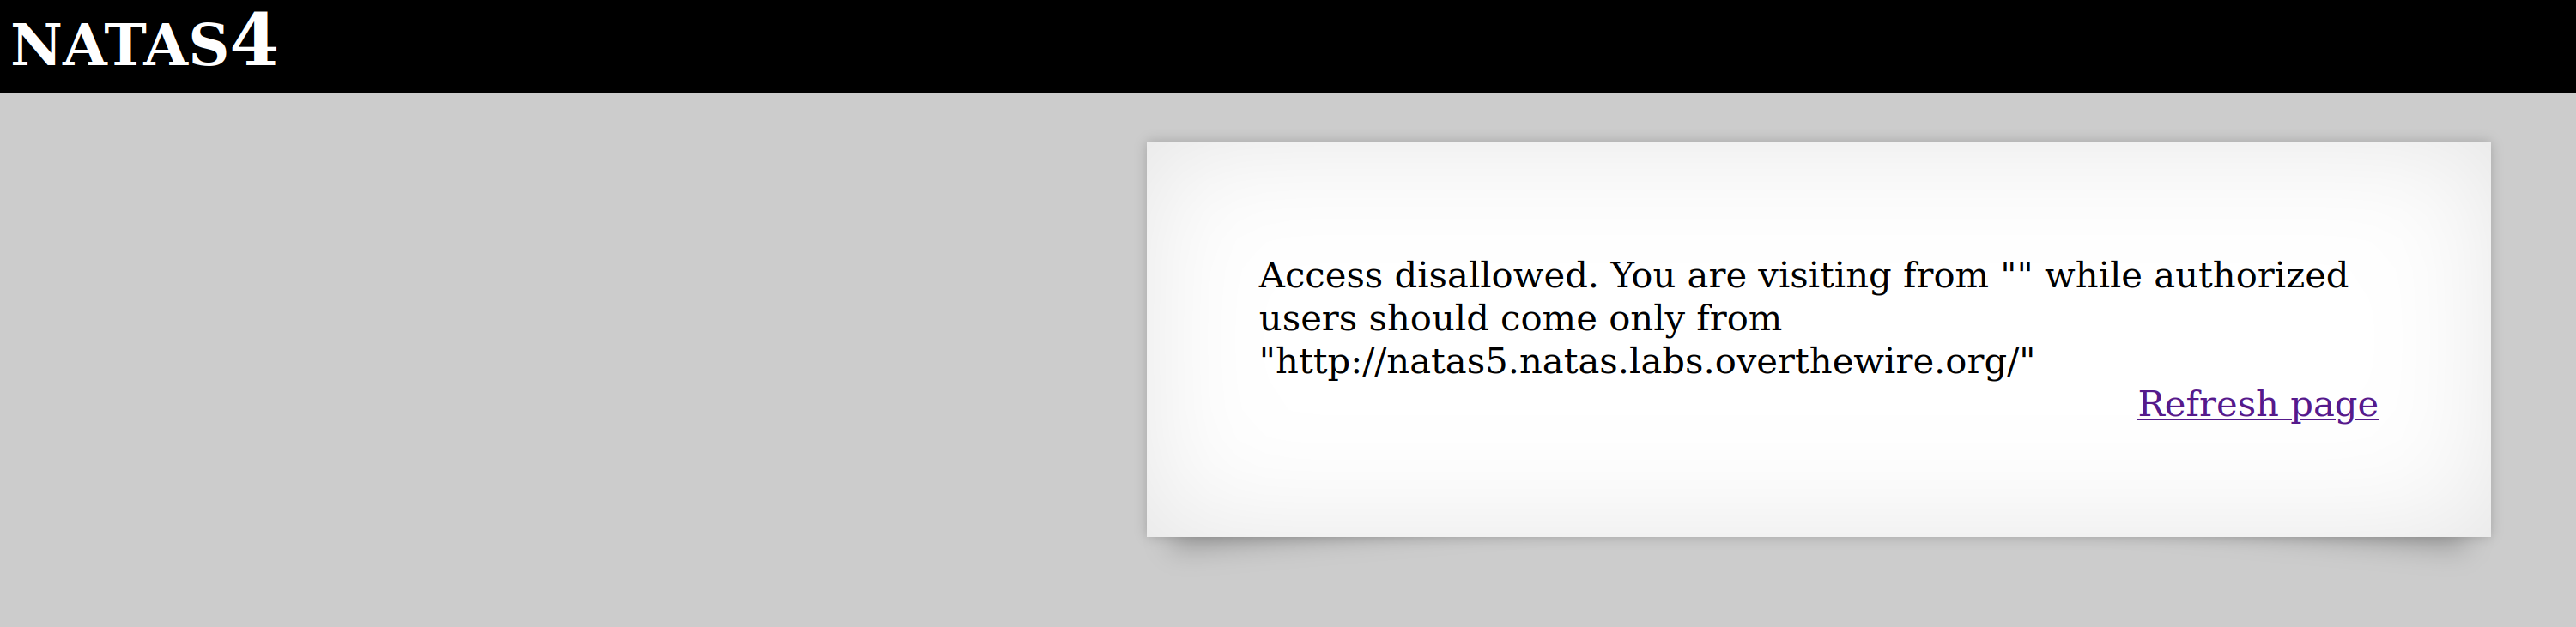 NATAS4
Access disallowed. You are visiting from "" while authorized
users should come only from
"http://natas5.natas.labs.overthewire.org/"
Refresh page